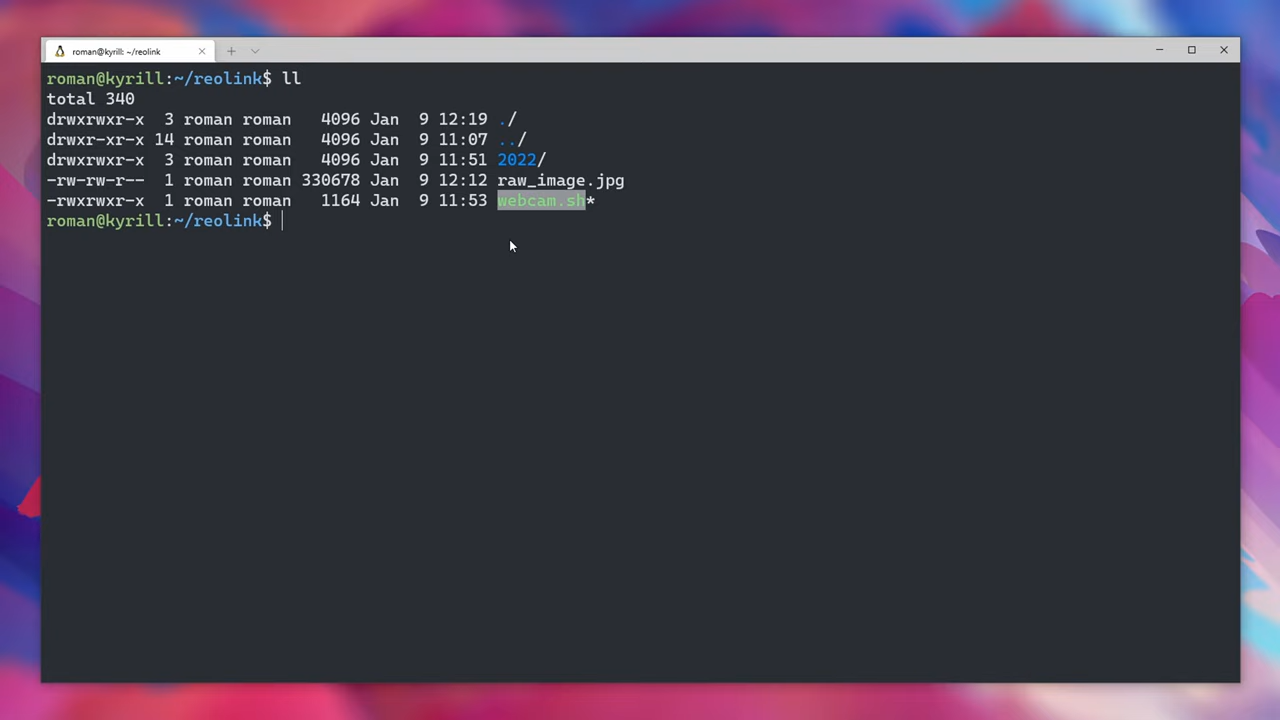 roman@kyrill: ~/reolink
roman@kyrill:~/reolink$ ll
total 340
drwxrwxr-x  3 roman roman   4096 Jan  9 12:19 ./
drwxr-xr-x 14 roman roman   4096 Jan  9 11:07 ../
drwxrwxr-x  3 roman roman   4096 Jan  9 11:51 2022/
-rw-rw-r--  1 roman roman 330678 Jan  9 12:12 raw_image.jpg
-rwxrwxr-x  1 roman roman   1164 Jan  9 11:53 webcam.sh*
roman@kyrill:~/reolink$